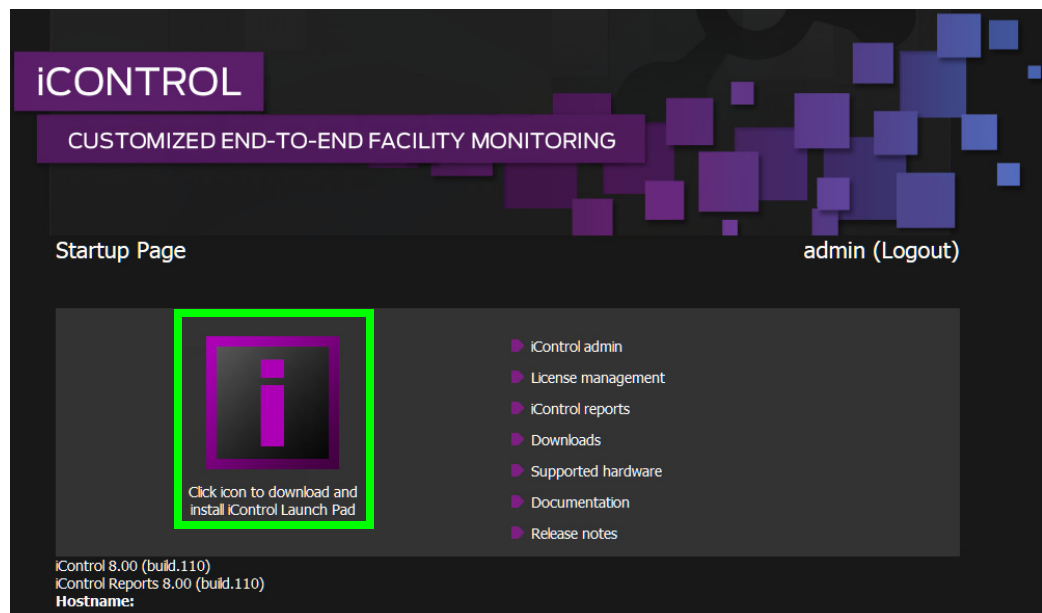 iCONTROL
CUSTOMIZED END-TO-END FACILITY MONITORING
Startup Page
admin (Logout)
i
Click icon to download and
install iControl Launch Pad
iControl admin
License management
iControl reports
Downloads
Supported hardware
Documentation
Release notes
iControl 8.00 (build.110)
iControl Reports 8.00 (build.110)
Hostname: